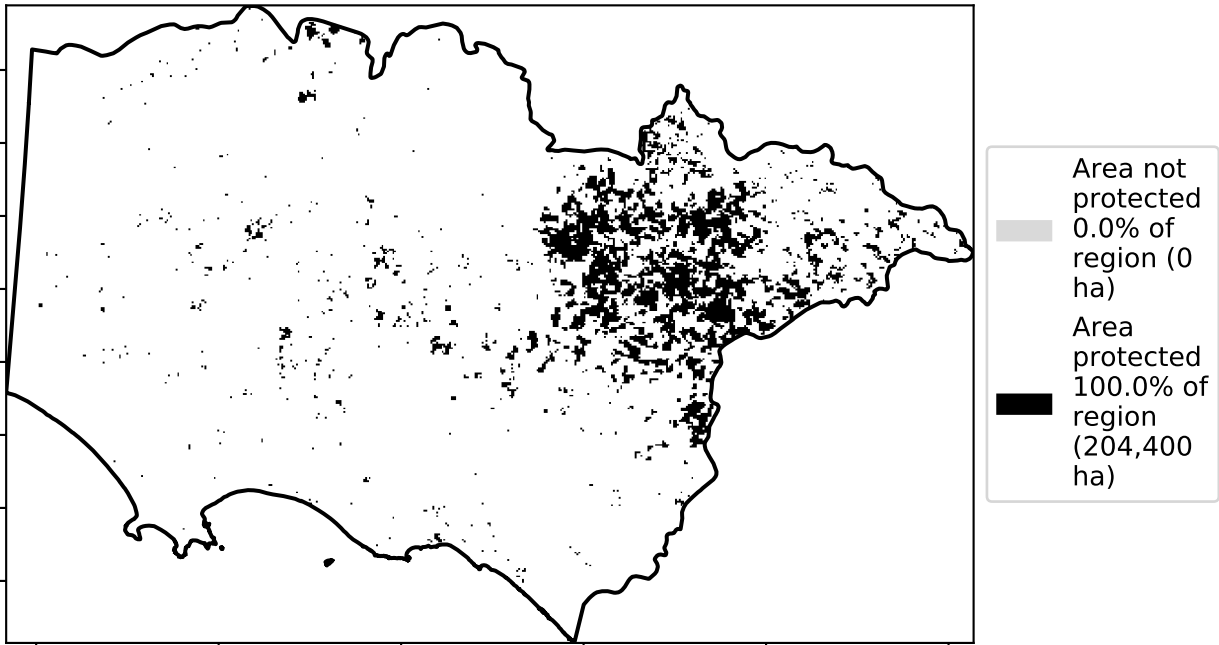 Area not
protected
0.0% of
region (0
ha)
Area
protected
100.0% of
region
(204,400
ha)